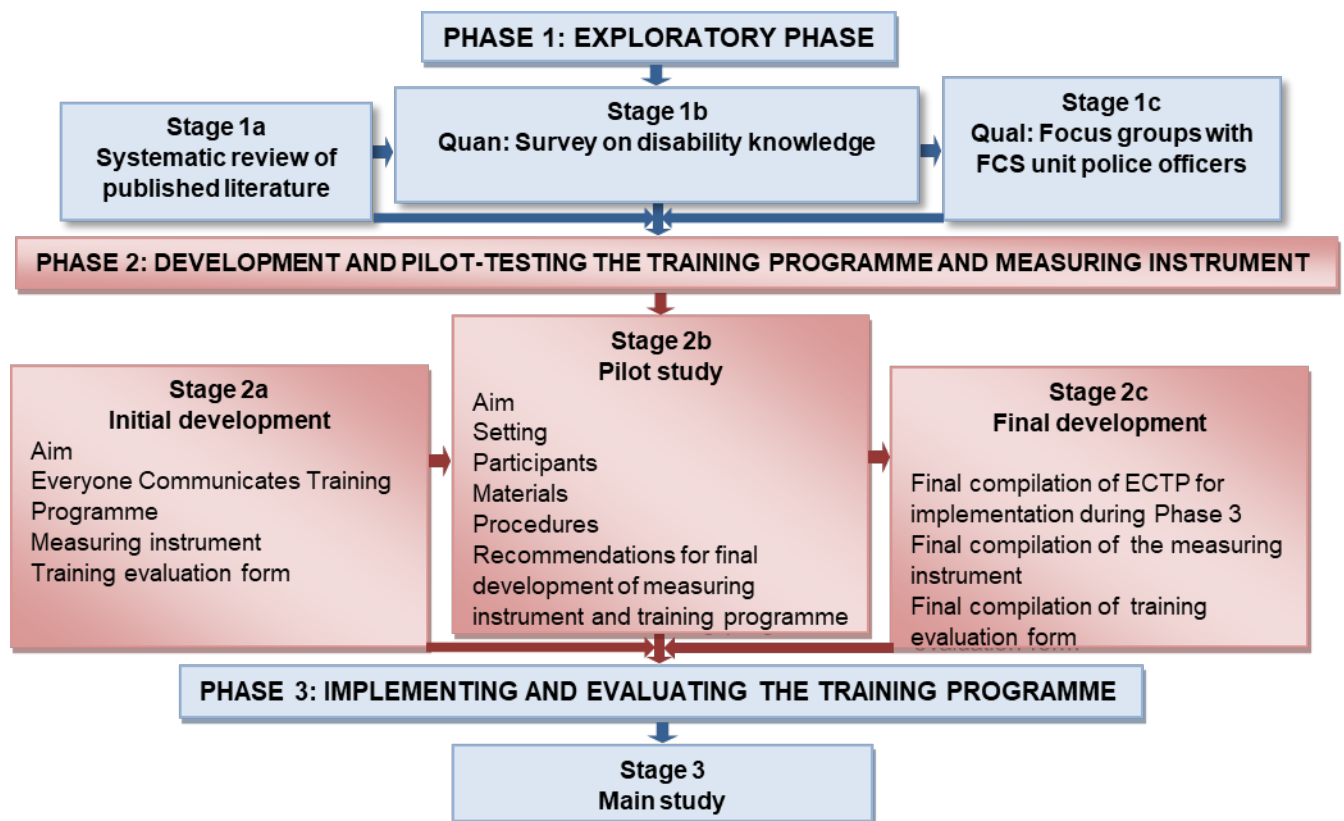 PHASE 1: EXPLORATORY PHASE
Stage 1a
Systematic review of
published literature
Stage 1b
Quan: Survey on disability knowledge
Stage 1c
Qual: Focus groups with
FCS unit police officers
PHASE 2: DEVELOPMENT AND PILOT-TESTING THE TRAINING PROGRAMME AND MEASURING INSTRUMENT
Stage 2a
Initial development
Aim
Everyone Communicates Training
Programme
Measuring instrument
Training evaluation form
Stage 2b
Pilot study
Aim
Setting
Participants
Materials
Procedures
Recommendations for final
development of measuring
instrument and training programme
Stage 2c
Final development
Final compilation of ECTP for
implementation during Phase 3
Final compilation of the measuring
instrument
Final compilation of training
evaluation form
PHASE 3: IMPLEMENTING AND EVALUATING THE TRAINING PROGRAMME
Stage 3
Main study